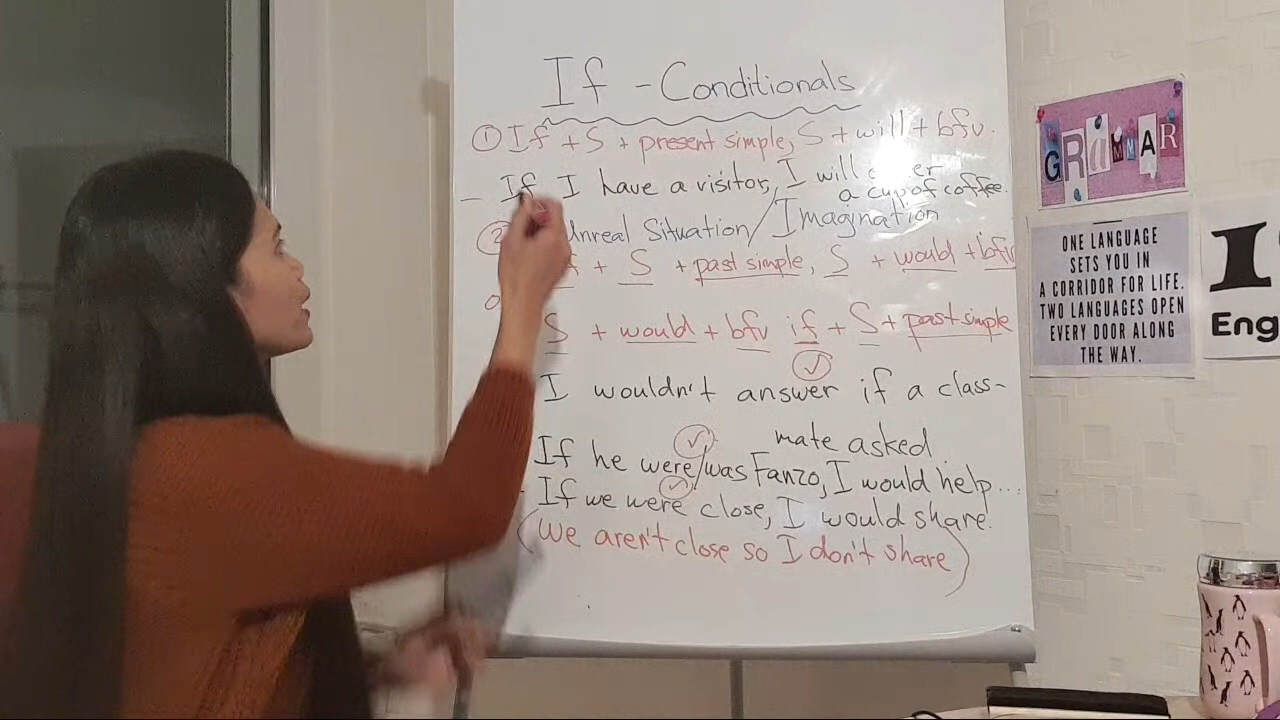 If - Conditionals
① If + S + present simple, S + will + bfv.
- If I have a visitor, I will
a cup of coffee.
② Unreal Situation / Imagination
+ S + past simple, S + would + bfv
S + would + bfv if + S + past simple
I wouldn't answer if a class-
mate asked
If he were/was Fanzo, I would help...
- If we were close, I would share.
(We aren't close so I don't share)
GRAMMAR
ONE LANGUAGE
SETS YOU IN
A CORRIDOR FOR LIFE.
TWO LANGUAGES OPEN
EVERY DOOR ALONG
THE WAY.
I
Eng